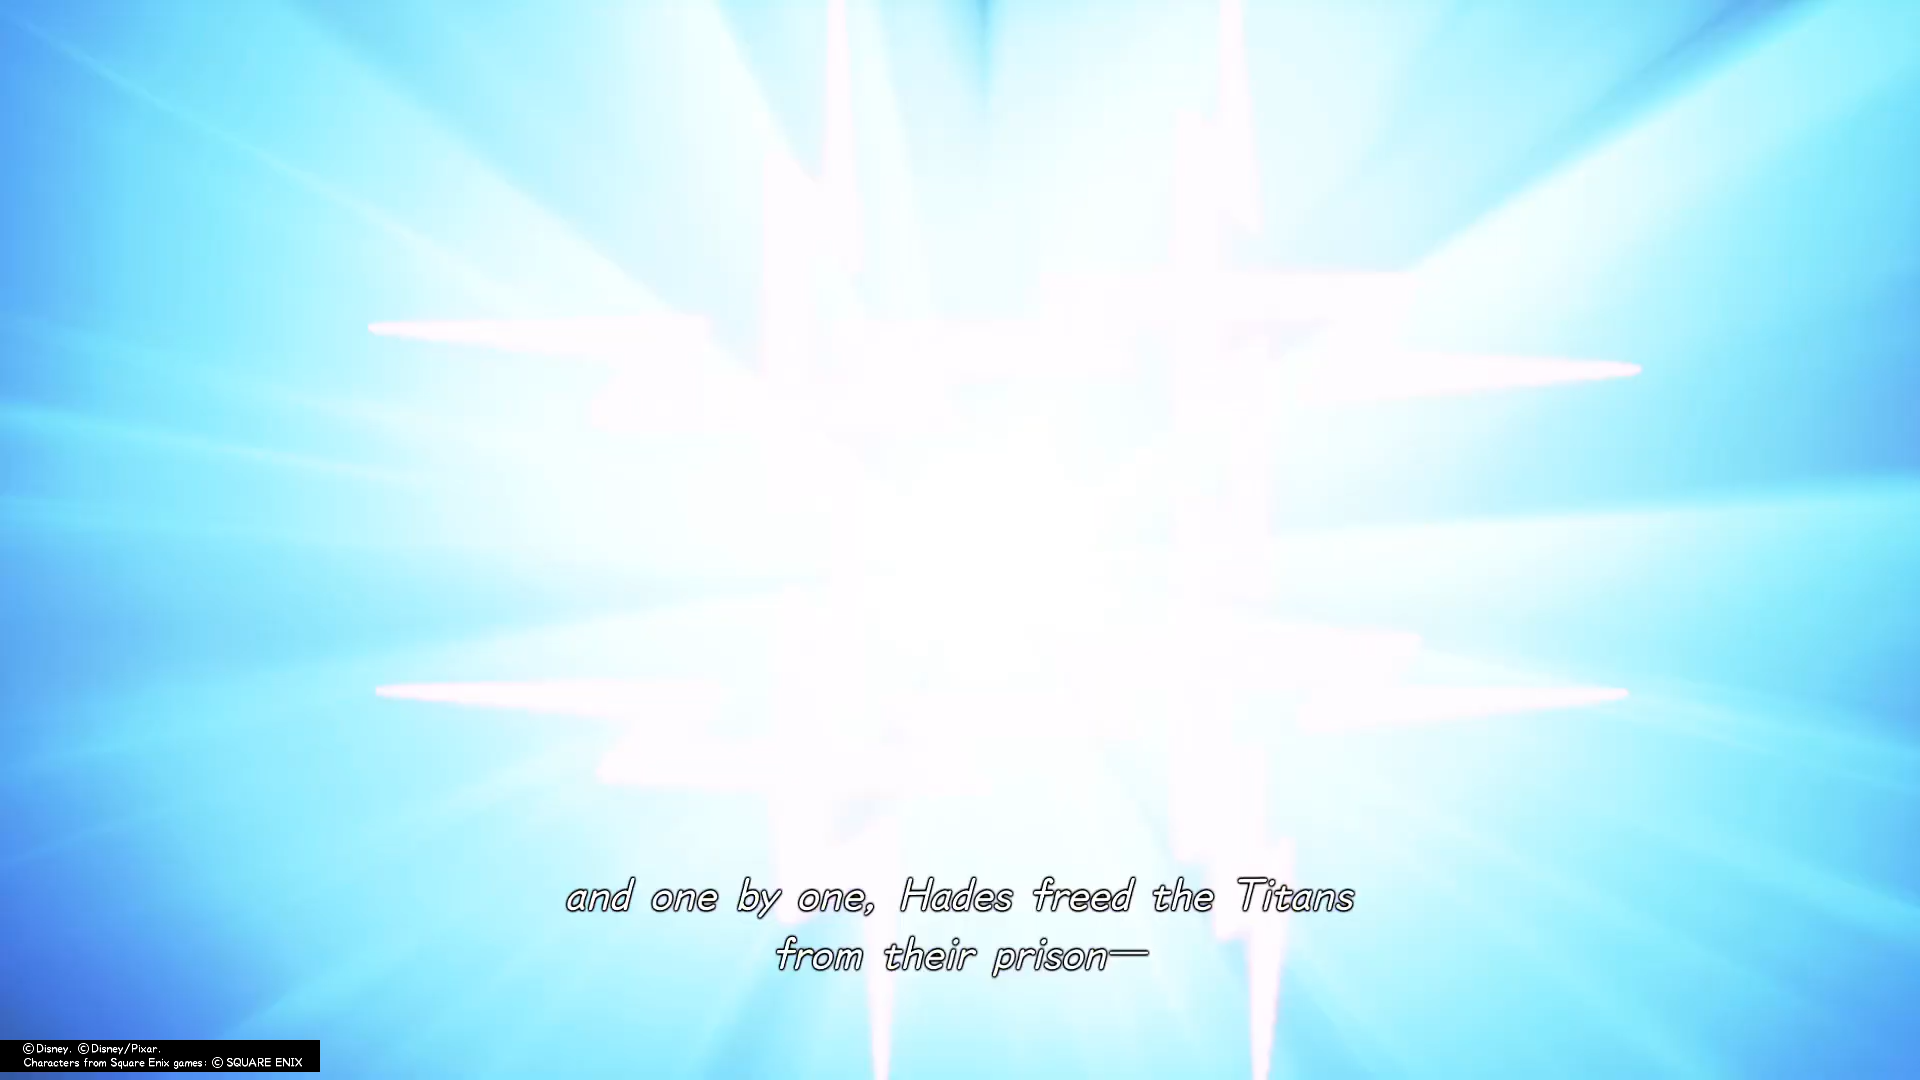 and one by one, Hades freed the Titans
from their prison—
©Disney. ©Disney/Pixar.
Characters from Square Enix games: © SQUARE ENIX